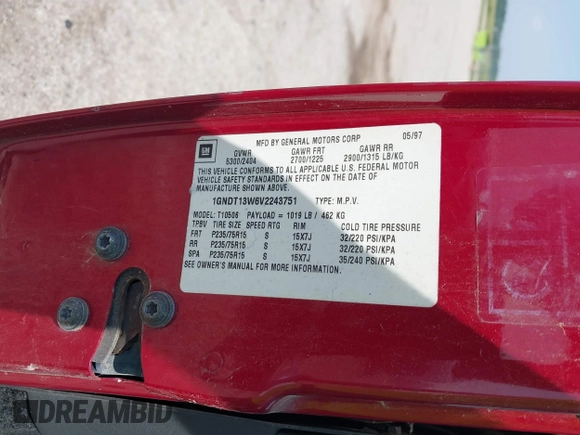 GM
MFD BY GENERAL MOTORS CORP 05/97
GVWR GAWR FRT GAWR RR
5300/2404 2700/1225 2900/1315 LB/KG
THIS VEHICLE CONFORMS TO ALL APPLICABLE U.S. FEDERAL MOTOR
VEHICLE SAFETY STANDARDS IN EFFECT ON THE DATE OF
MANUFACTURE SHOWN ABOVE.
1GNDT13W6V2243751 TYPE: M.P.V.
MODEL: T10506 PAYLOAD = 1019 LB / 462 KG
TPBV TIRE SIZE SPEED RTG RIM COLD TIRE PRESSURE
FRT P235/75R15 S 15X7J 32/220 PSI/KPA
RR P235/75R15 S 15X7J 32/220 PSI/KPA
SPA P235/75R15 S 15X7J 35/240 PSI/KPA
SEE OWNER'S MANUAL FOR MORE INFORMATION.
DREAMBID